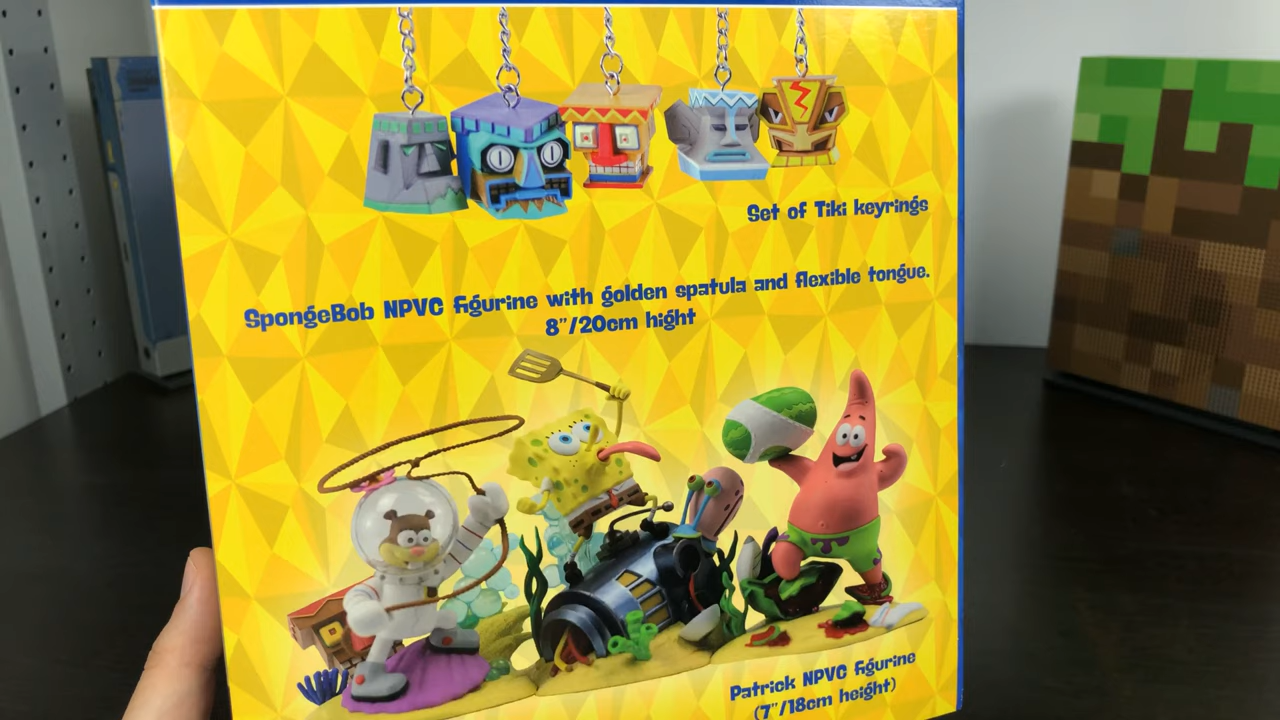 Set of Tiki keyrings
SpongeBob NPVC figurine with golden spatula and flexible tongue.
8”/20cm hight
Patrick NPVC figurine
(7”/18cm height)